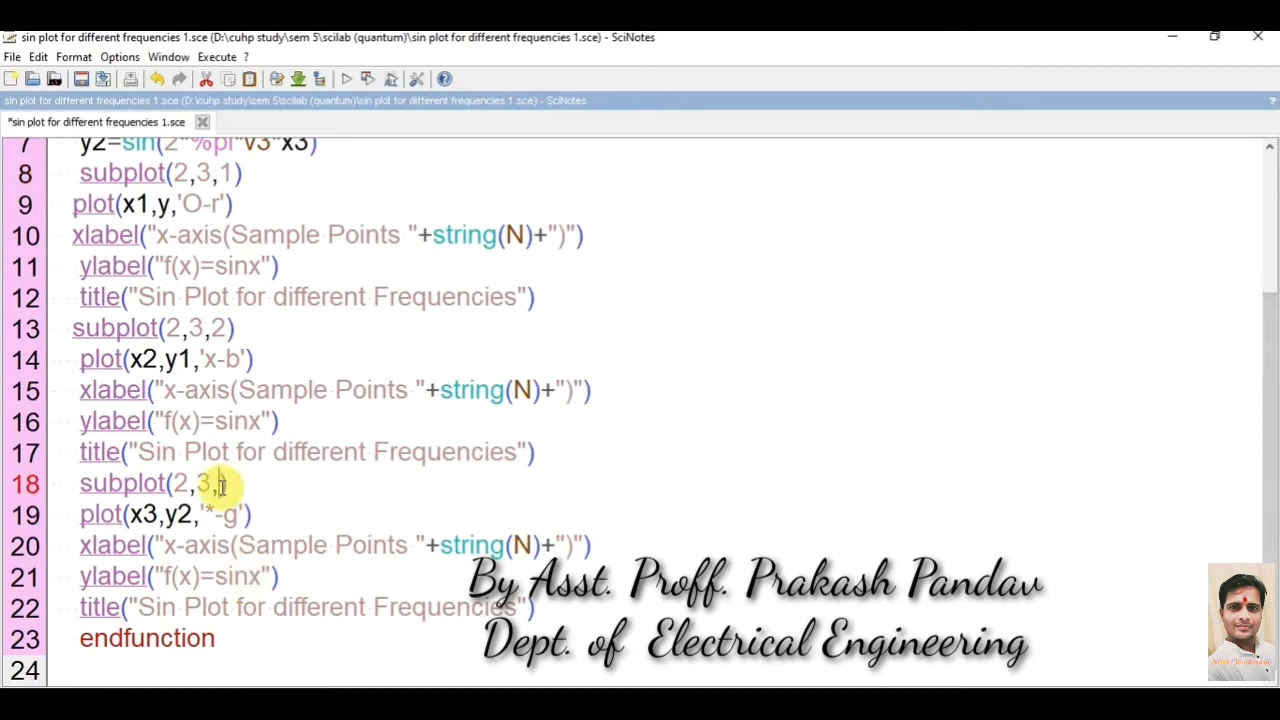 sin plot for different frequencies 1.sce (D:\cuhp study\sem 5\scilab (quantum)\sin plot for different frequencies 1.sce) - SciNotes
File Edit Format Options Window Execute ?
sin plot for different frequencies 1.sce (D:\cuhp study\sem 5\scilab (quantum)\sin plot for different frequencies 1.sce) - SciNotes ?
*sin plot for different frequencies 1.sce
7 y2=sin(2*%pi*v3*x3)
8 subplot(2,3,1)
9 plot(x1,y,'O-r')
10 xlabel("x-axis(Sample Points "+string(N)+")")
11 ylabel("f(x)=sinx")
12 title("Sin Plot for different Frequencies")
13 subplot(2,3,2)
14 plot(x2,y1,'x-b')
15 xlabel("x-axis(Sample Points "+string(N)+")")
16 ylabel("f(x)=sinx")
17 title("Sin Plot for different Frequencies")
18 subplot(2,3,)
19 plot(x3,y2,'*-g')
20 xlabel("x-axis(Sample Points "+string(N)+")")
21 ylabel("f(x)=sinx")
22 title("Sin Plot for different Frequencies")
23 endfunction
24
By Asst. Proff. Prakash Pandav
Dept. of Electrical Engineering